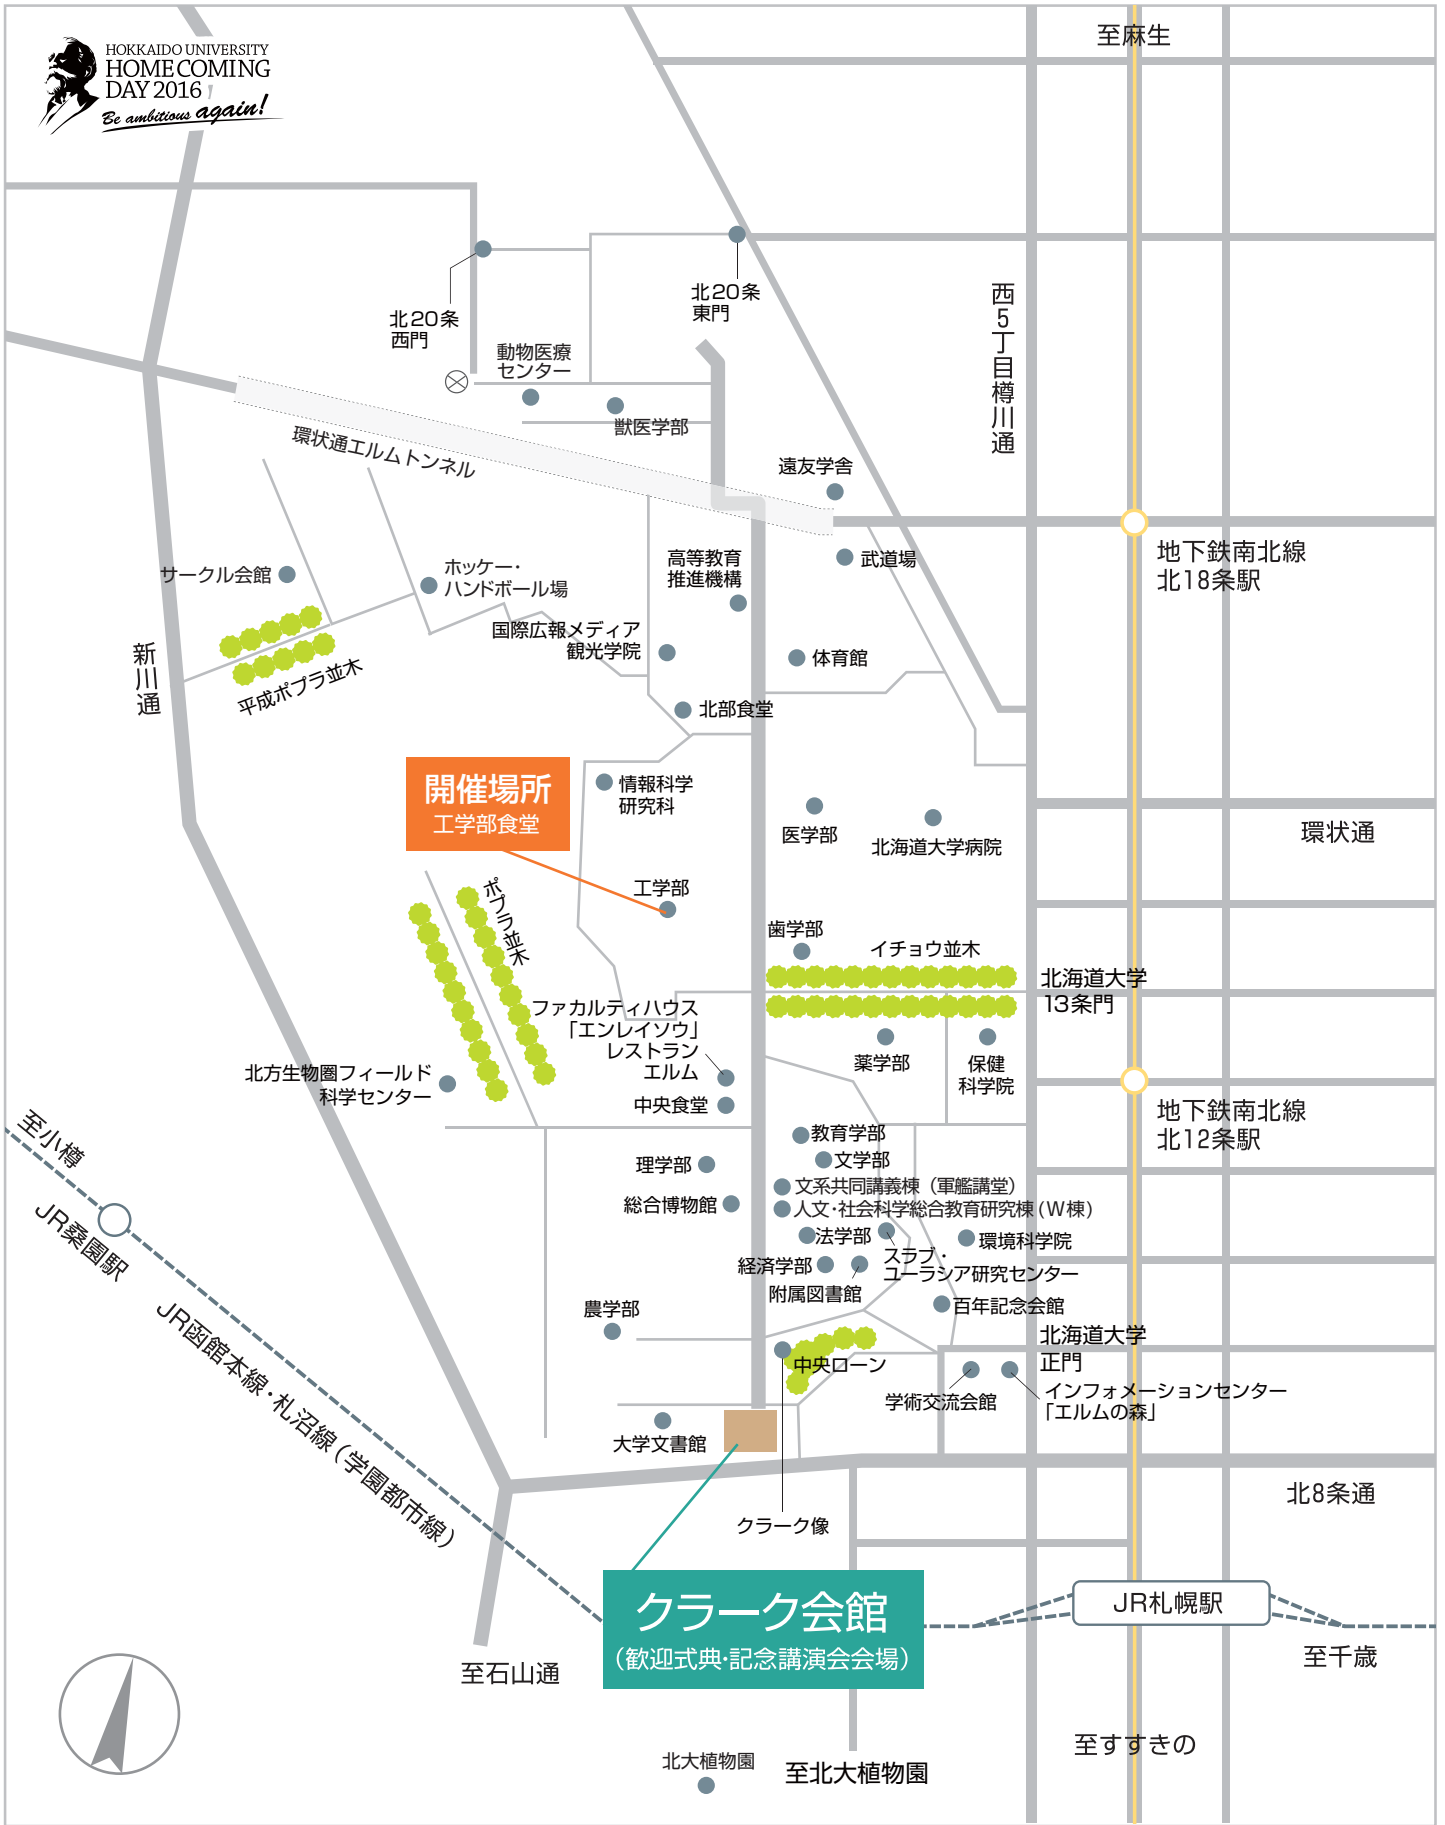 HOKKAIDO UNIVERSITY
HOME COMING
DAY 2016
Be ambitious again!
至麻生
北20条
西門
北20条
東門
西5丁目樽川通
動物医療
センター
獣医学部
環状通エルムトンネル
遠友学舎
地下鉄南北線
北18条駅
武道場
高等教育
推進機構
サークル会館
ホッケー・
ハンドボール場
国際広報メディア
観光学院
体育館
新川通
平成ポプラ並木
北部食堂
開催場所
工学部食堂
情報科学
研究科
医学部
北海道大学病院
環状通
工学部
ポプラ並木
歯学部
イチョウ並木
北海道大学
13条門
ファカルティハウス
「エンレイソウ」
レストラン
エルム
薬学部
保健
科学院
北方生物圏フィールド
科学センター
中央食堂
地下鉄南北線
北12条駅
至小樽
教育学部
文学部
理学部
文系共同講義棟（軍艦講堂）
総合博物館
人文・社会科学総合教育研究棟(W棟)
JR桑園駅
法学部
スラブ・
ユーラシア研究センター
環境科学院
経済学部
附属図書館
百年記念会館
農学部
JR函館本線・札沼線（学園都市線）
北海道大学
正門
中央ローン
学術交流会館
インフォメーションセンター
「エルムの森」
大学文書館
北8条通
クラーク像
クラーク会館
（歓迎式典・記念講演会会場）
JR札幌駅
至千歳
至石山通
至すすきの
北大植物園
至北大植物園